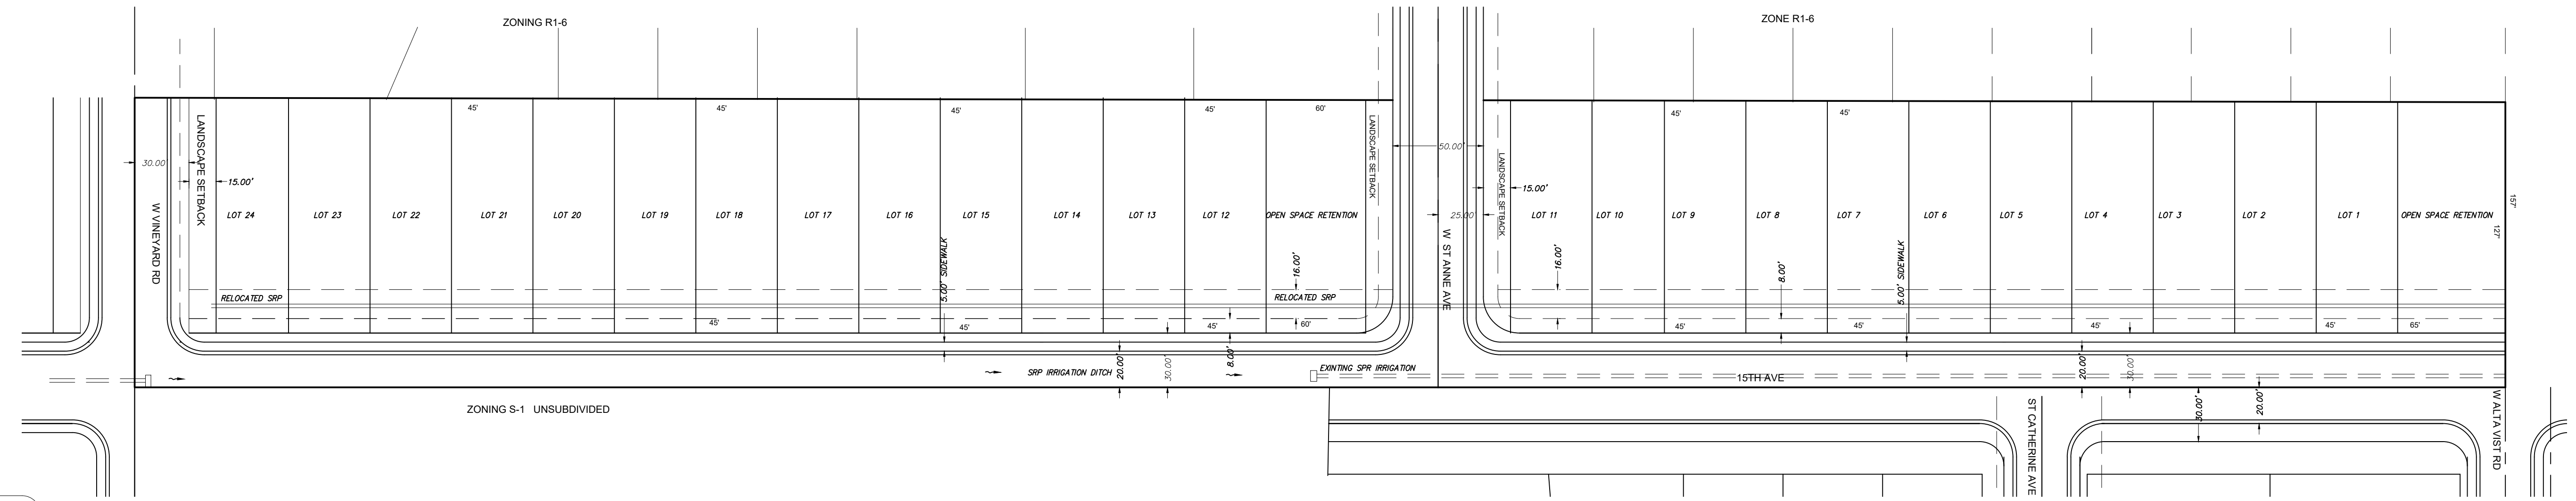 ZONING R1-6
ZONE R1-6
45'
45'
45'
45'
60'
45'
45'
LANDSCAPE SETBACK
LANDSCAPE SETBACK
LANDSCAPE SETBACK
30.00'
15.00'
50.00'
15.00'
25.00'
157'
127'
W VINEYARD RD
LOT 24
LOT 23
LOT 22
LOT 21
LOT 20
LOT 19
LOT 18
LOT 17
LOT 16
LOT 15
LOT 14
LOT 13
LOT 12
OPEN SPACE RETENTION
W ST ANNE AVE
LOT 11
LOT 10
LOT 9
LOT 8
LOT 7
LOT 6
LOT 5
LOT 4
LOT 3
LOT 2
LOT 1
OPEN SPACE RETENTION
5.00' SIDEWALK
16.00'
16.00'
8.00'
5.00' SIDEWALK
RELOCATED SRP
RELOCATED SRP
45'
45'
45'
60'
45'
45'
45'
45'
65'
SRP IRRIGATION DITCH
20.00'
30.00'
8.00'
EXINTING SPR IRRIGATION
15TH AVE
20.00'
30.00'
ZONING S-1 UNSUBDIVIDED
ST CATHERINE AVE
30.00'
20.00'
W ALTA VIST RD